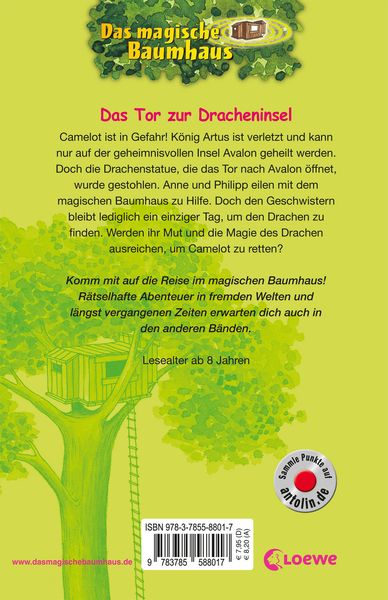 Das magische
Baumhaus
Das Tor zur Dracheninsel
Camelot ist in Gefahr! König Artus ist verletzt und kann
nur auf der geheimnisvollen Insel Avalon geheilt werden.
Doch die Drachenstatue, die das Tor nach Avalon öffnet,
wurde gestohlen. Anne und Philipp eilen mit dem
magischen Baumhaus zu Hilfe. Doch den Geschwistern
bleibt lediglich ein einziger Tag, um den Drachen zu
finden. Werden ihr Mut und die Magie des Drachen
ausreichen, um Camelot zu retten?
Komm mit auf die Reise im magischen Baumhaus!
Rätselhafte Abenteuer in fremden Welten und
längst vergangenen Zeiten erwarten dich auch in
den anderen Bänden.
Lesealter ab 8 Jahren
Sammle Punkte auf
antolin.de
ISBN 978-3-7855-8801-7
€ 7,95 (D)
€ 8,20 (A)
9 783785 588017
www.dasmagischebaumhaus.de
Loewe